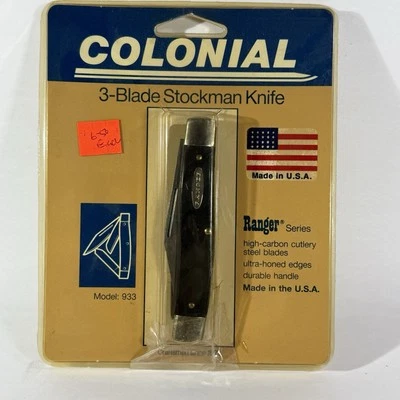 COLONIAL
3-Blade Stockman Knife
Made in U.S.A.
RANGER
Ranger® Series
high-carbon cutlery
steel blades
ultra-honed edges
durable handle
Made in the U.S.A.
Model: 933